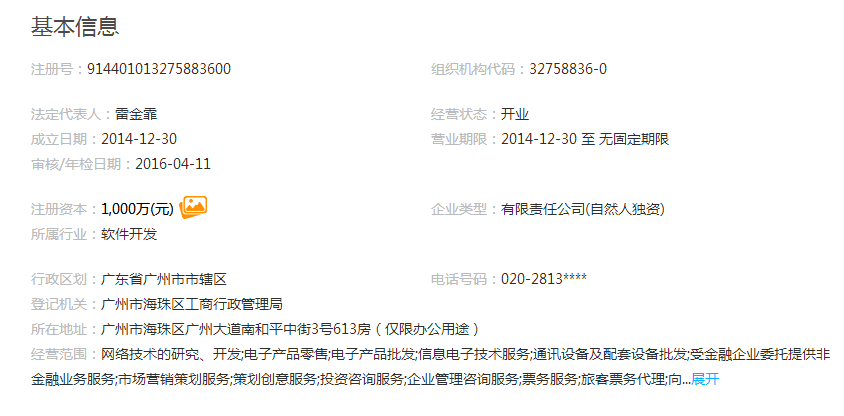 基本信息
注册号：914401013275883600 组织机构代码：32758836-0
法定代表人：雷金霏 经营状态：开业
成立日期：2014-12-30 营业期限：2014-12-30 至 无固定期限
审核/年检日期：2016-04-11
注册资本：1,000万(元) 企业类型：有限责任公司(自然人独资)
所属行业：软件开发
行政区划：广东省广州市市辖区 电话号码：020-2813****
登记机关：广州市海珠区工商行政管理局
所在地址：广州市海珠区广州大道南和平中街3号613房（仅限办公用途）
经营范围：网络技术的研究、开发;电子产品零售;电子产品批发;信息电子技术服务;通讯设备及配套设备批发;受金融企业委托提供非
金融业务服务;市场营销策划服务;策划创意服务;投资咨询服务;企业管理咨询服务;票务服务;旅客票务代理;向...展开